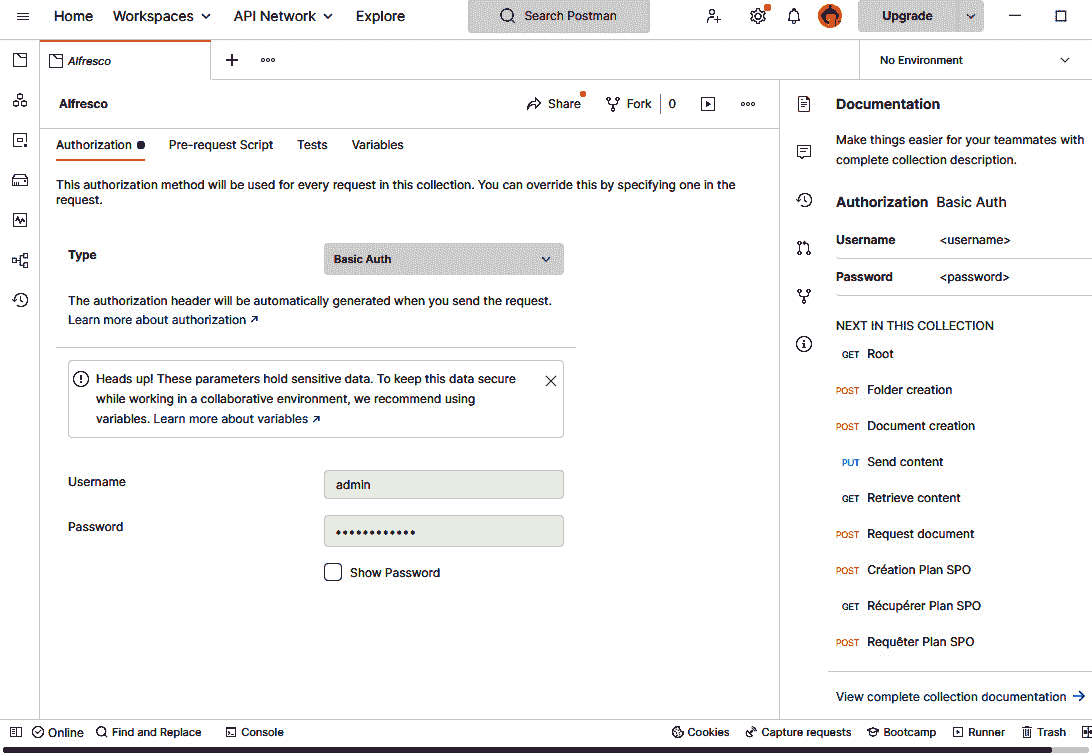 Home Workspaces API Network Explore Search Postman Upgrade
Alfresco No Environment
Alfresco Share Fork 0
Authorization Pre-request Script Tests Variables
This authorization method will be used for every request in this collection. You can override this by specifying one in the
request.
Type Basic Auth
The authorization header will be automatically generated when you send the request.
Learn more about authorization ↗
Heads up! These parameters hold sensitive data. To keep this data secure
while working in a collaborative environment, we recommend using
variables. Learn more about variables ↗
Username admin
Password ••••••••••••
Show Password
Documentation
Make things easier for your teammates with
complete collection description.
Authorization Basic Auth
Username <username>
Password <password>
NEXT IN THIS COLLECTION
GET Root
POST Folder creation
POST Document creation
PUT Send content
GET Retrieve content
POST Request document
POST Création Plan SPO
GET Récupérer Plan SPO
POST Requêter Plan SPO
View complete collection documentation →
Online Find and Replace Console Cookies Capture requests Bootcamp Runner Trash